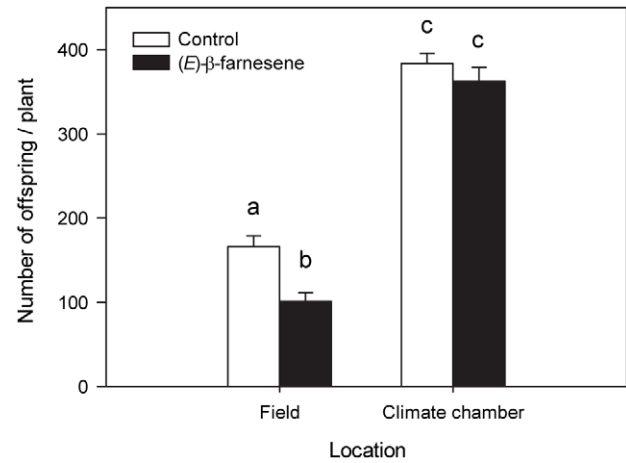 Control
(E)-β-farnesene
Number of offspring / plant
400
300
200
100
0
a
b
c
c
Field
Climate chamber
Location